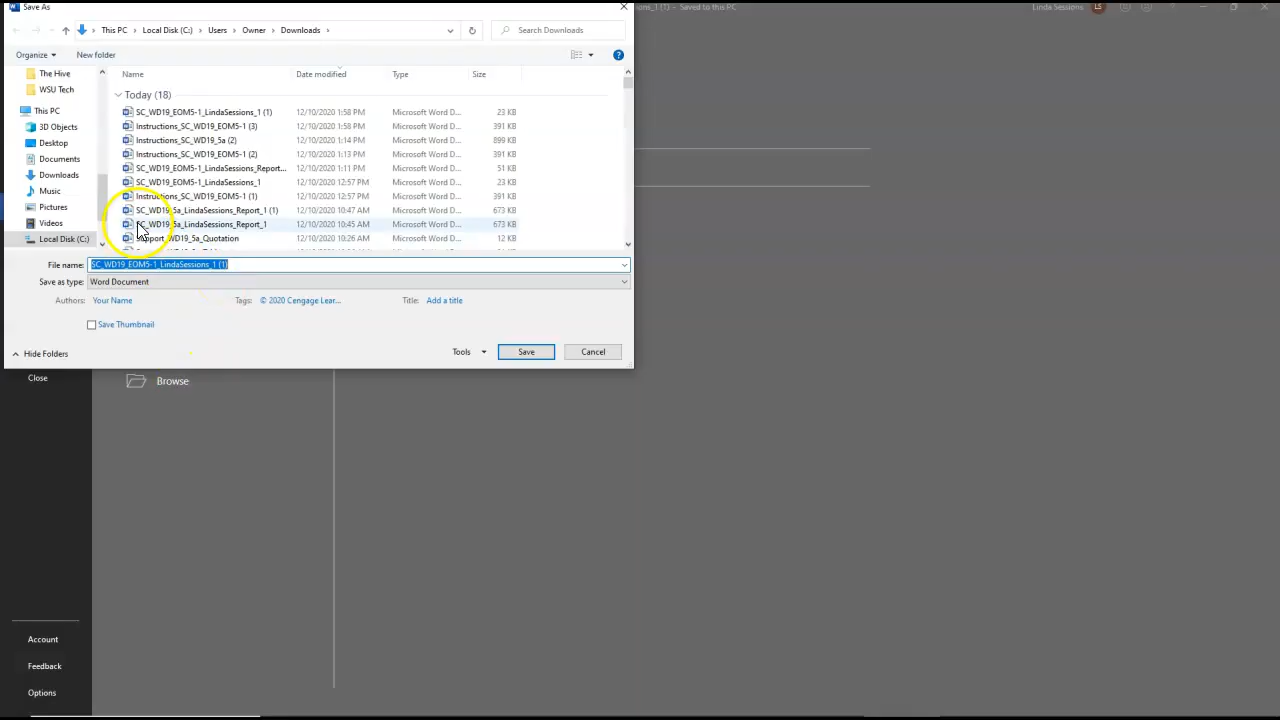 Save As
ions_1 (1) - Saved to this PC
Linda Sessions
LS
This PC > Local Disk (C:) > Users > Owner > Downloads >
Search Downloads
Organize
New folder
The Hive
WSU Tech
This PC
3D Objects
Desktop
Documents
Downloads
Music
Pictures
Videos
Local Disk (C:)
Name Date modified Type Size
Today (18)
SC_WD19_EOM5-1_LindaSessions_1 (1) 12/10/2020 1:58 PM Microsoft Word D... 23 KB
Instructions_SC_WD19_EOM5-1 (3) 12/10/2020 1:58 PM Microsoft Word D... 391 KB
Instructions_SC_WD19_5a (2) 12/10/2020 1:14 PM Microsoft Word D... 899 KB
Instructions_SC_WD19_EOM5-1 (2) 12/10/2020 1:13 PM Microsoft Word D... 391 KB
SC_WD19_EOM5-1_LindaSessions_Report... 12/10/2020 1:11 PM Microsoft Word D... 51 KB
SC_WD19_EOM5-1_LindaSessions_1 12/10/2020 12:57 PM Microsoft Word D... 23 KB
Instructions_SC_WD19_EOM5-1 (1) 12/10/2020 12:57 PM Microsoft Word D... 391 KB
SC_WD19_5a_LindaSessions_Report_1 (1) 12/10/2020 10:47 AM Microsoft Word D... 673 KB
SC_WD19_5a_LindaSessions_Report_1 12/10/2020 10:45 AM Microsoft Word D... 673 KB
Support_WD19_5a_Quotation 12/10/2020 10:26 AM Microsoft Word D... 12 KB
File name: SC_WD19_EOM5-1_LindaSessions_1 (1)
Save as type: Word Document
Authors: Your Name Tags: © 2020 Cengage Lear... Title: Add a title
Save Thumbnail
Hide Folders
Tools
Save
Cancel
Close
Browse
Account
Feedback
Options